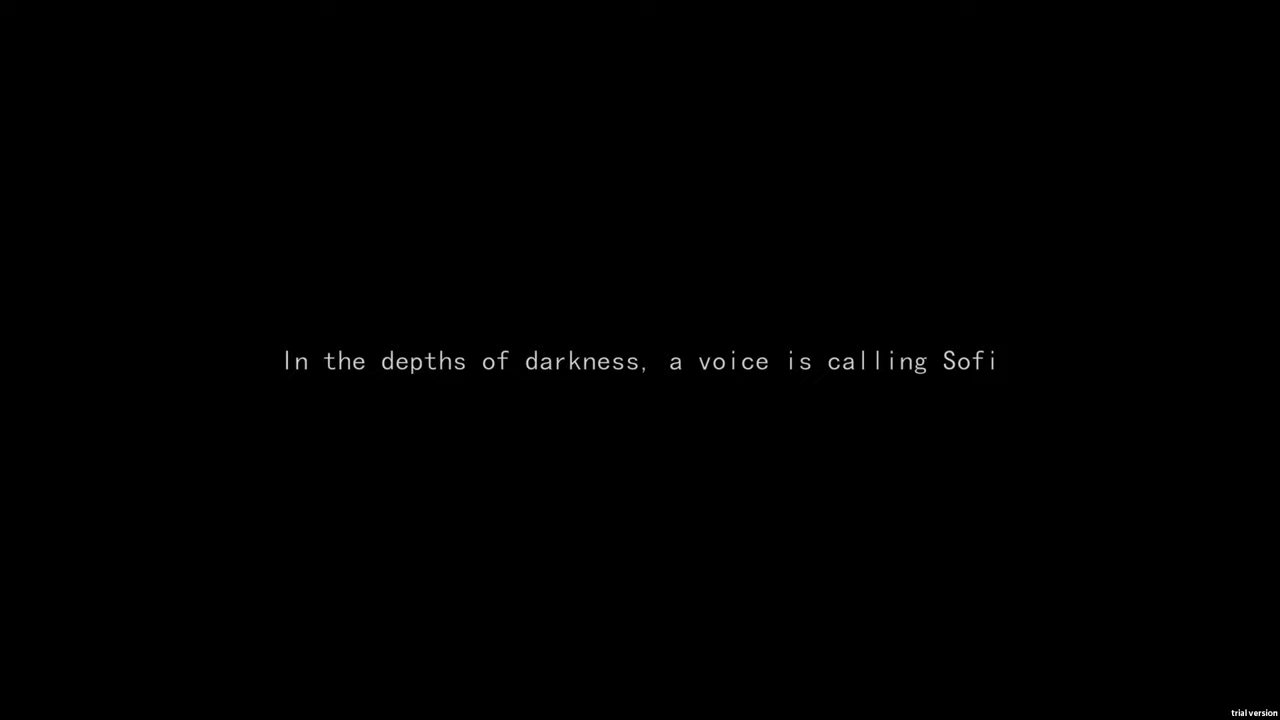 In the depths of darkness, a voice is calling Sofi
trial version